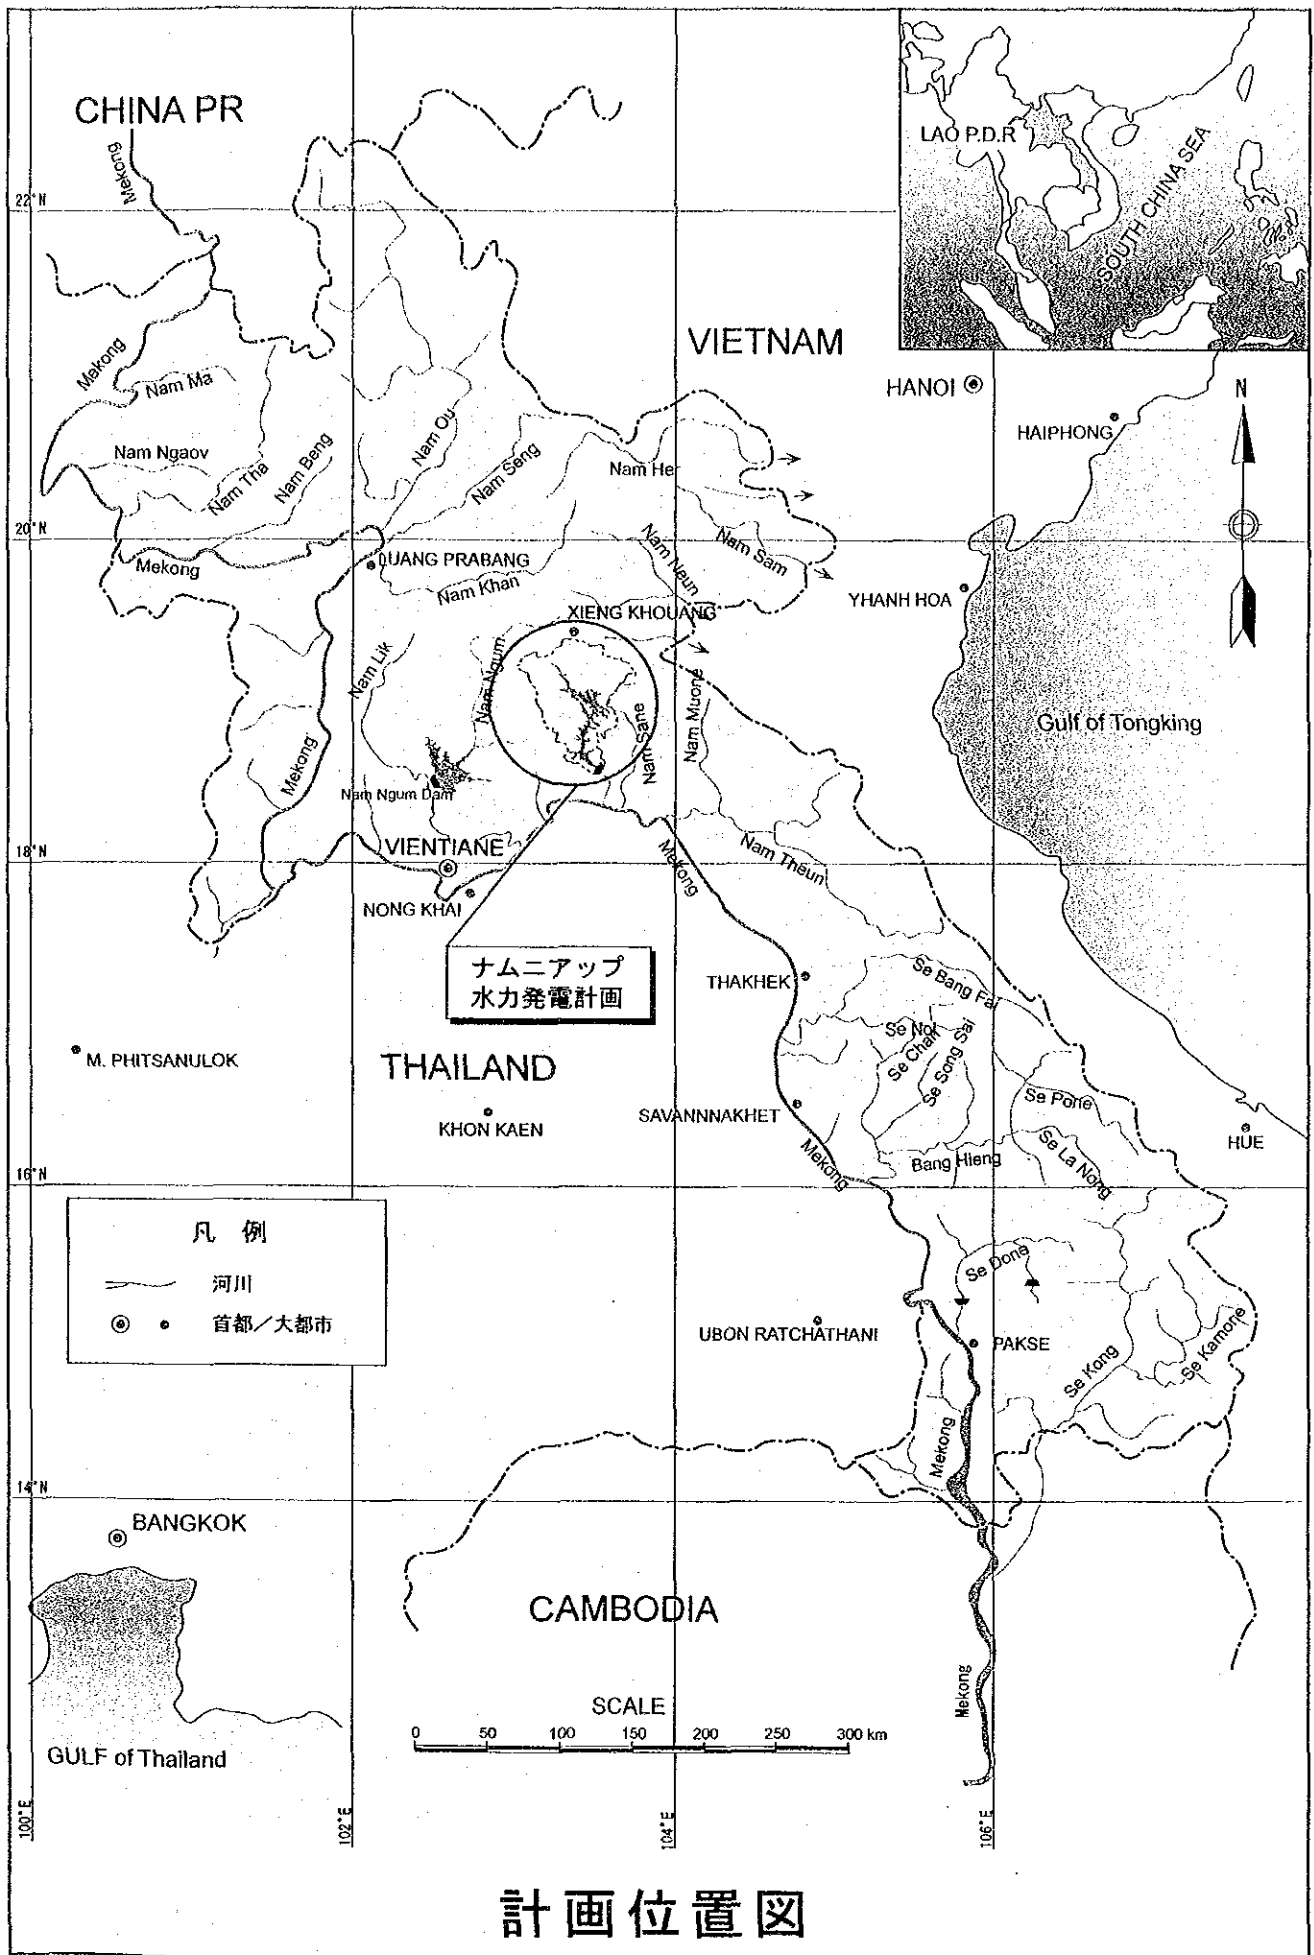 CHINA PR
Mekong
22°N
LAO P.D.R
SOUTH CHINA SEA
VIETNAM
HANOI
N
HAIPHONG
Mekong
Nam Ma
Nam Ngaov
Nam Tha
Nam Beng
Nam Ou
Nam Seng
Nam Het
20°N
Mekong
LUANG PRABANG
Nam Khan
Nam Neun
Nam Sam
YHANH HOA
XIENG KHOUANG
Nam Lik
Nam Ngum
Nam Sane
Nam Muone
Gulf of Tongking
Mekong
Nam Ngum Dam
VIENTIANE
18°N
Mekong
Nam Theun
NONG KHAI
ナムニアップ
水力発電計画
THAKHEK
Se Bang Fai
Se Noi
Se Chan
Se Song Sai
M. PHITSANULOK
THAILAND
KHON KAEN
SAVANNNAKHET
Se Pone
HUE
Mekong
Bang Hieng
Se La Nong
16°N
凡 例
河川
首都/大都市
Se Done
UBON RATCHATHANI
PAKSE
Se Kong
Se Kamone
Mekong
14°N
BANGKOK
CAMBODIA
Mekong
SCALE
0 50 100 150 200 250 300 km
GULF of Thailand
100°E
102°E
104°E
106°E
計画位置図